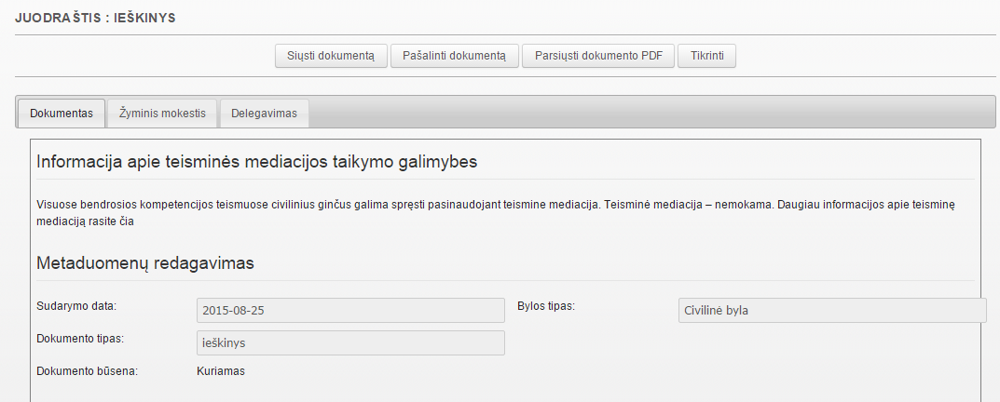 JUODRAŠTIS : IEŠKINYS
Siųsti dokumentą Pašalinti dokumentą Parsiųsti dokumento PDF Tikrinti
Dokumentas Žyminis mokestis Delegavimas
Informacija apie teisminės mediacijos taikymo galimybes
Visuose bendrosios kompetencijos teismuose civilinius ginčus galima spręsti pasinaudojant teismine mediacija. Teisminė mediacija – nemokama. Daugiau informacijos apie teisminę
mediaciją rasite čia
Metaduomenų redagavimas
Sudarymo data: 2015-08-25 Bylos tipas: Civilinė byla
Dokumento tipas: ieškinys
Dokumento būsena: Kuriamas